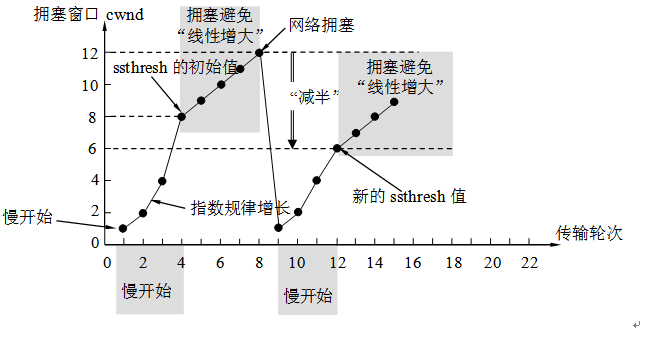 拥塞窗口 cwnd
拥塞避免
“线性增大”
网络拥塞
ssthresh 的初始值
拥塞避免
“线性增大”
“减半”
12
10
8
6
4
2
0
指数规律增长
新的 ssthresh 值
慢开始
传输轮次
0 2 4 6 8 10 12 14 16 18 20 22
慢开始
慢开始